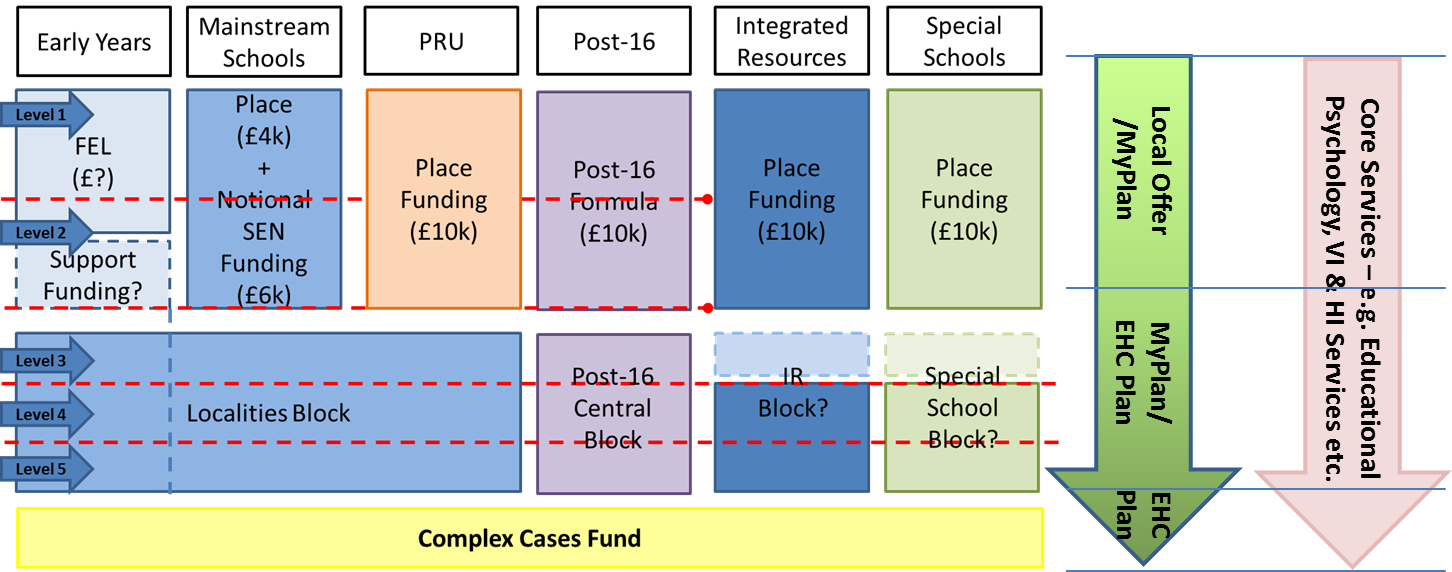 Early Years
Mainstream
Schools
PRU
Post-16
Integrated
Resources
Special
Schools
Level 1
FEL
(£?)
Level 2
Support
Funding?
Place
(£4k)
+
Notional
SEN
Funding
(£6k)
Place
Funding
(£10k)
Post-16
Formula
(£10k)
Place
Funding
(£10k)
Place
Funding
(£10k)
Level 3
Level 4
Level 5
Localities Block
Post-16
Central
Block
IR
Block?
Special
School
Block?
Complex Cases Fund
Local Offer
/MyPlan
MyPlan/
EHC Plan
EHC
Plan
Core Services – e.g. Educational
Psychology, VI & HI Services etc.